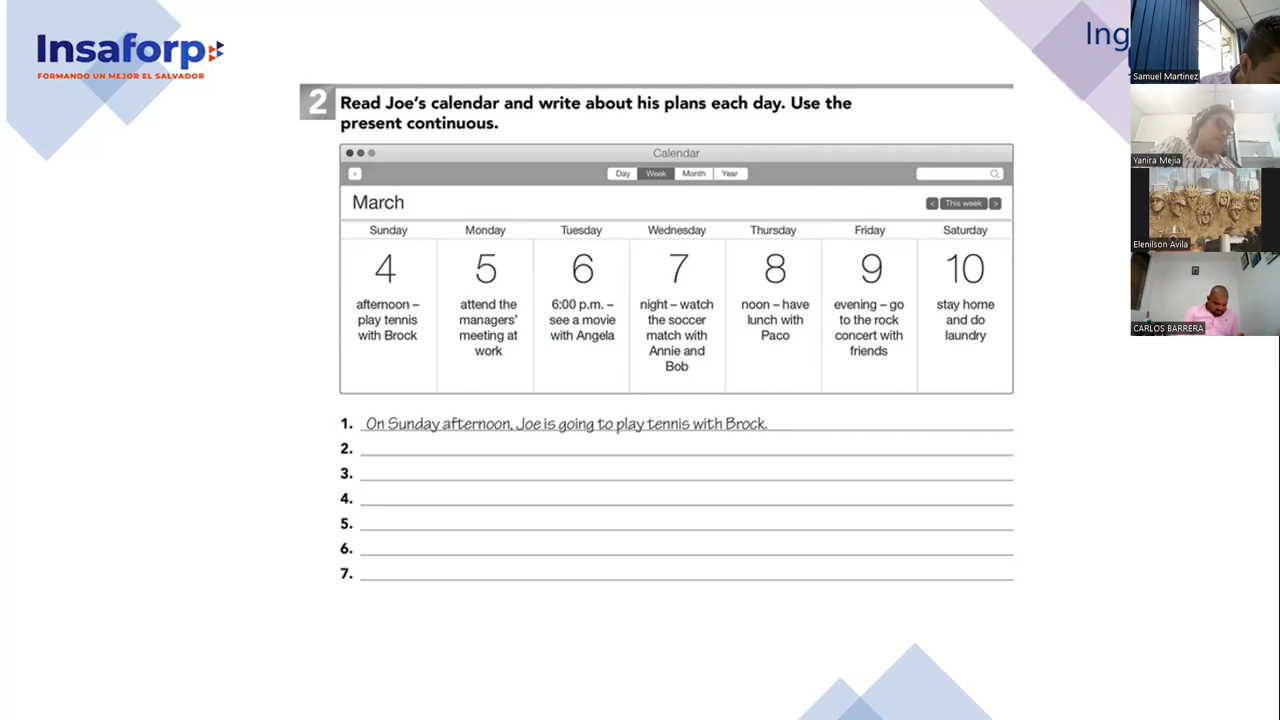 Insaforp
FORMANDO UN MEJOR EL SALVADOR
Ing
2 Read Joe's calendar and write about his plans each day. Use the
present continuous.
Calendar
Day Week Month Year
March
< This week >
Sunday Monday Tuesday Wednesday Thursday Friday Saturday
4 5 6 7 8 9 10
afternoon –
play tennis
with Brock
attend the
managers'
meeting at
work
6:00 p.m. –
see a movie
with Angela
night – watch
the soccer
match with
Annie and
Bob
noon – have
lunch with
Paco
evening – go
to the rock
concert with
friends
stay home
and do
laundry
1. On Sunday afternoon, Joe is going to play tennis with Brock.
2.
3.
4.
5.
6.
7.
Samuel Martinez
Yanira Mejia
Elenilson Avila
CARLOS BARRERA